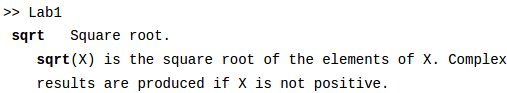 >> Lab1
sqrt   Square root.
sqrt(X) is the square root of the elements of X. Complex
results are produced if X is not positive.